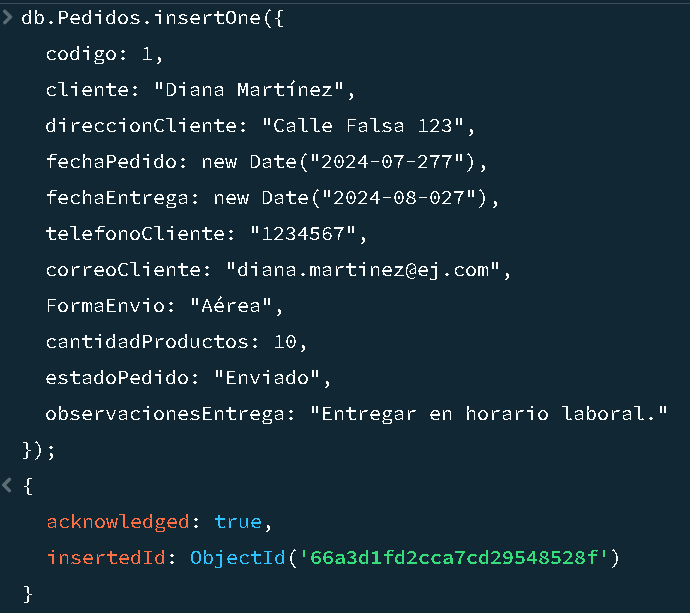 db.Pedidos.insertOne({
codigo: 1,
cliente: "Diana Martínez",
direccionCliente: "Calle Falsa 123",
fechaPedido: new Date("2024-07-277"),
fechaEntrega: new Date("2024-08-027"),
telefonoCliente: "1234567",
correoCliente: "diana.martinez@ej.com",
FormaEnvio: "Aérea",
cantidadProductos: 10,
estadoPedido: "Enviado",
observacionesEntrega: "Entregar en horario laboral."
});
{
acknowledged: true,
insertedId: ObjectId('66a3d1fd2cca7cd29548528f')
}